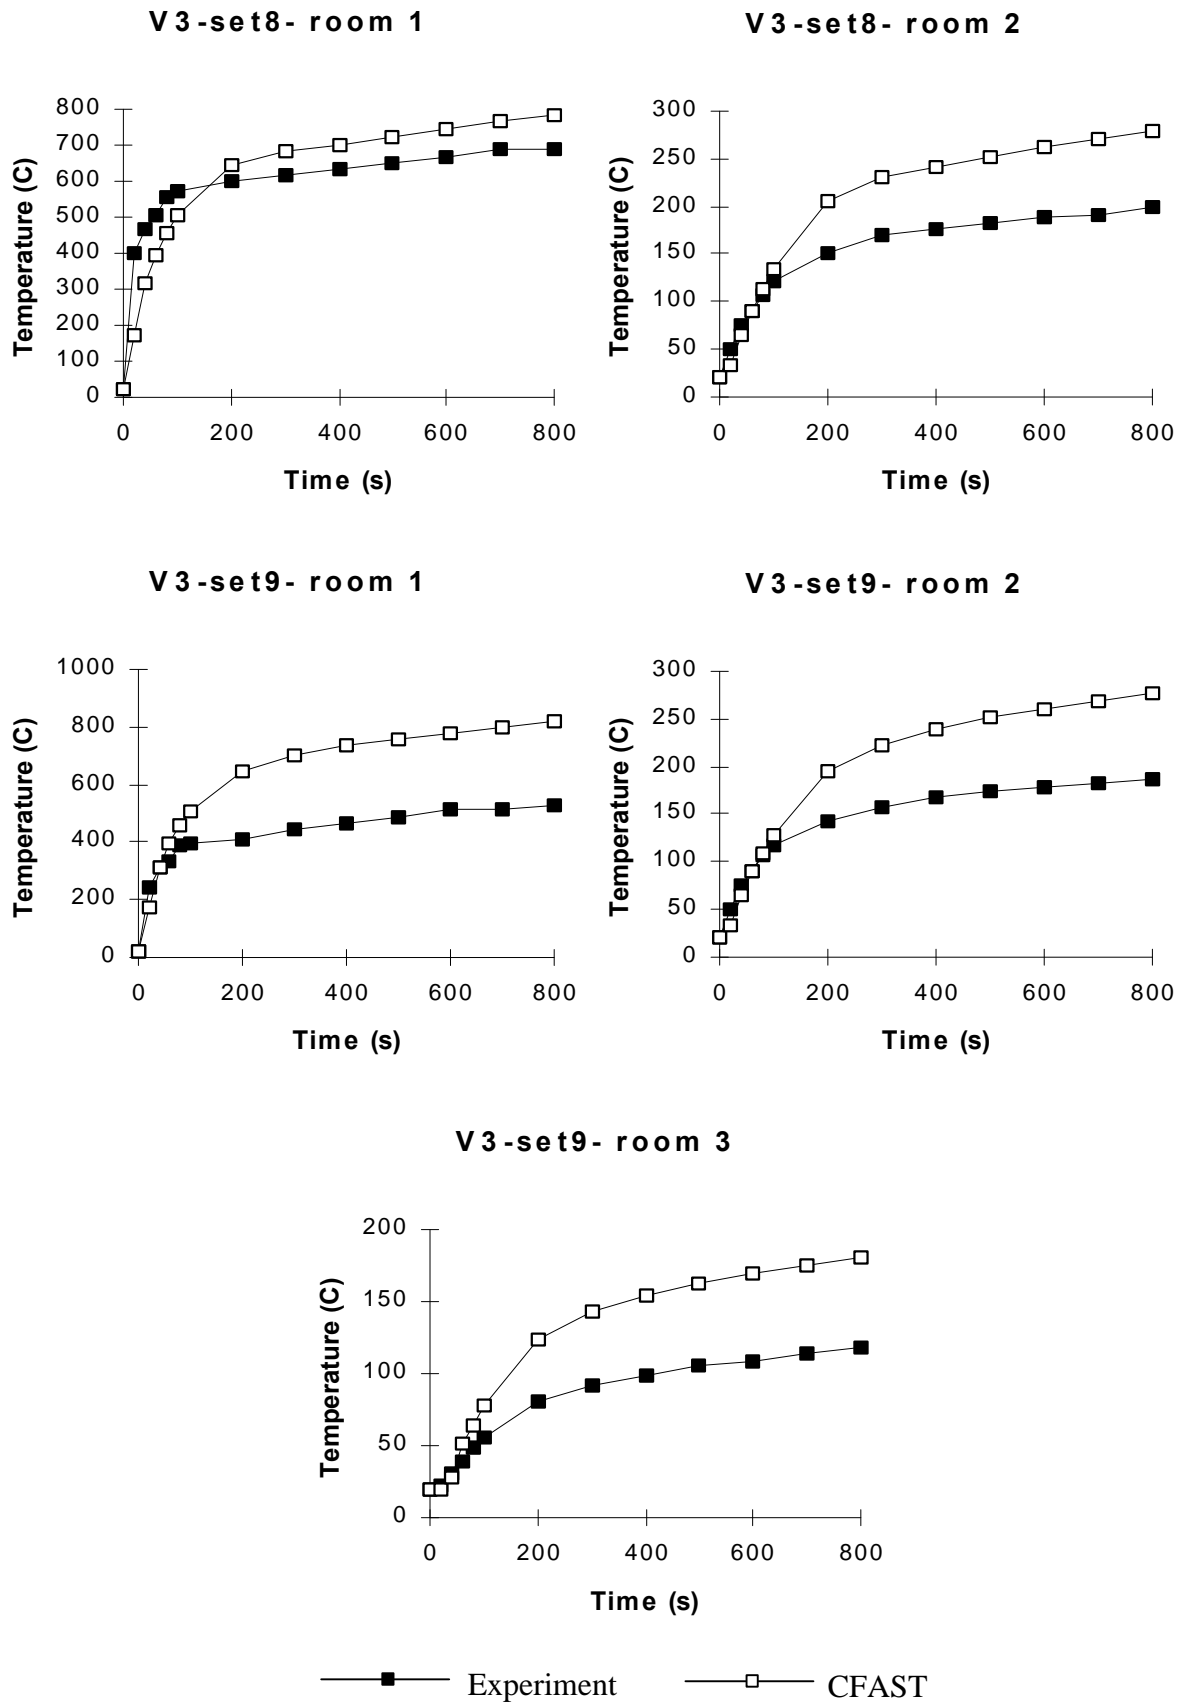 V3-set8- room 1
V3-set8- room 2
800
700
600
500
400
300
200
100
0
Temperature (C)
0 200 400 600 800
Time (s)
300
250
200
150
100
50
0
Temperature (C)
0 200 400 600 800
Time (s)
V3-set9- room 1
V3-set9- room 2
1000
800
600
400
200
0
Temperature (C)
0 200 400 600 800
Time (s)
300
250
200
150
100
50
0
Temperature (C)
0 200 400 600 800
Time (s)
V3-set9- room 3
200
150
100
50
0
Temperature (C)
0 200 400 600 800
Time (s)
Experiment
CFAST